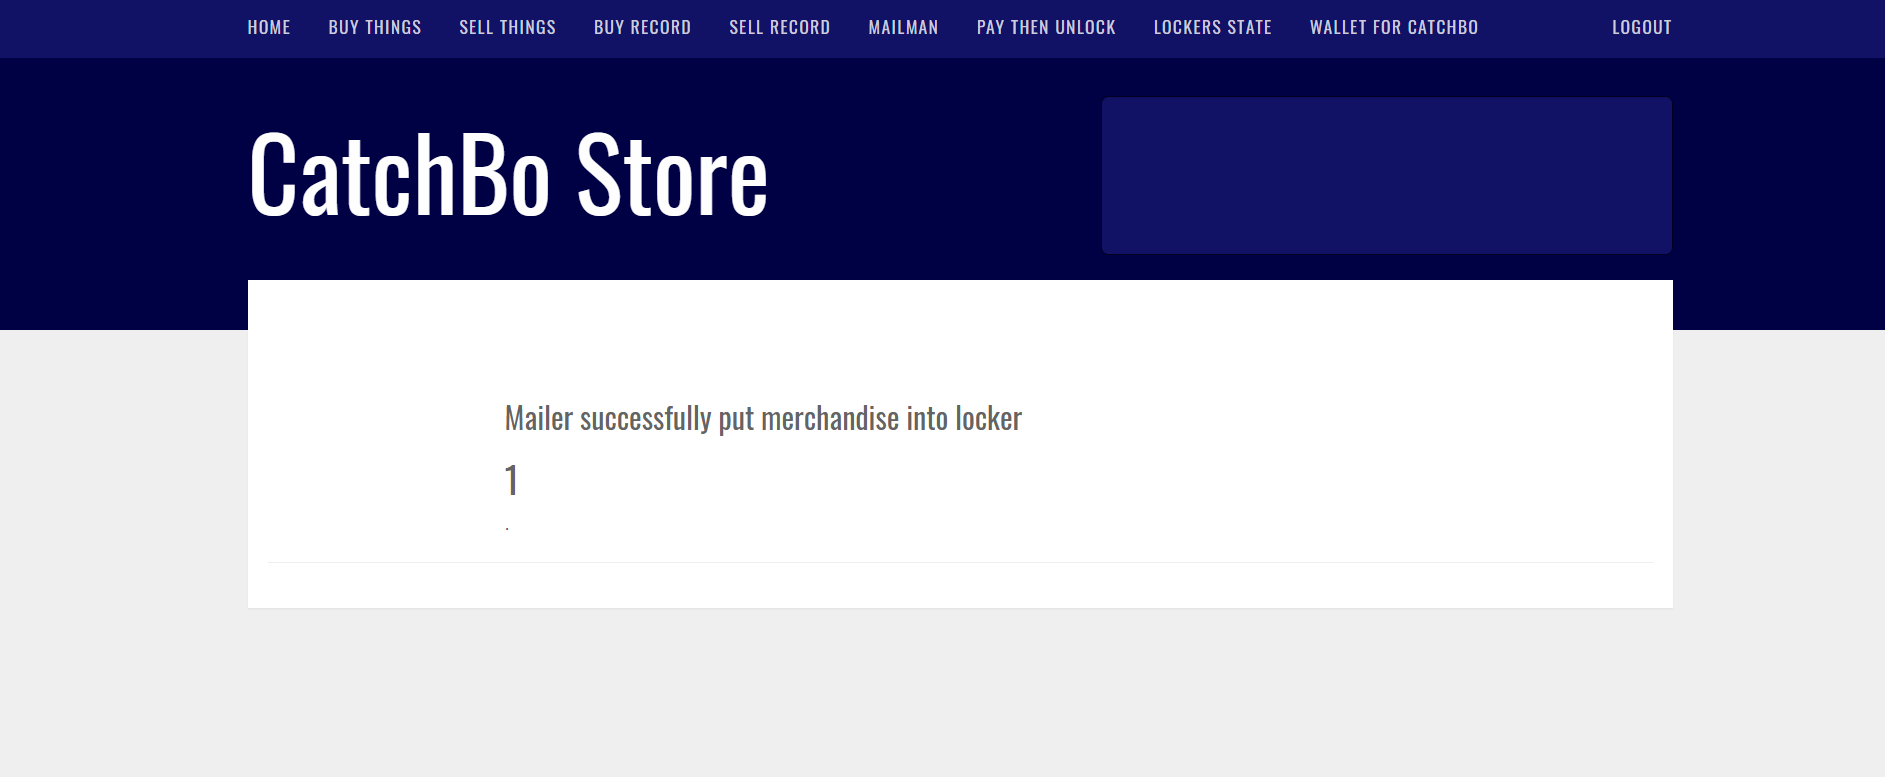 HOME BUY THINGS SELL THINGS BUY RECORD SELL RECORD MAILMAN PAY THEN UNLOCK LOCKERS STATE WALLET FOR CATCHBO LOGOUT
CatchBo Store
Mailer successfully put merchandise into locker
1
.